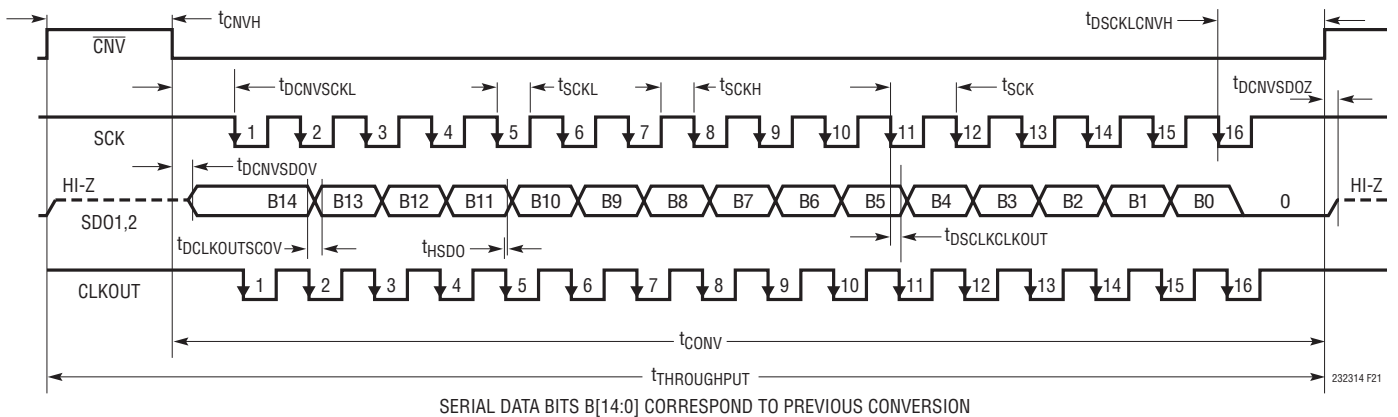 tCNVH
tDSCKLCNVH
CNV
tDCNVSCKL
tSCKL
tSCKH
tSCK
tDCNVSDOZ
SCK
1 2 3 4 5 6 7 8 9 10 11 12 13 14 15 16
tDCNVSDOV
HI-Z
B14 B13 B12 B11 B10 B9 B8 B7 B6 B5 B4 B3 B2 B1 B0 0
HI-Z
SDO1,2
tDCLKOUTSCOV
tHSDO
tDSCLKCLKOUT
CLKOUT
1 2 3 4 5 6 7 8 9 10 11 12 13 14 15 16
tCONV
tTHROUGHPUT
232314 F21
SERIAL DATA BITS B[14:0] CORRESPOND TO PREVIOUS CONVERSION